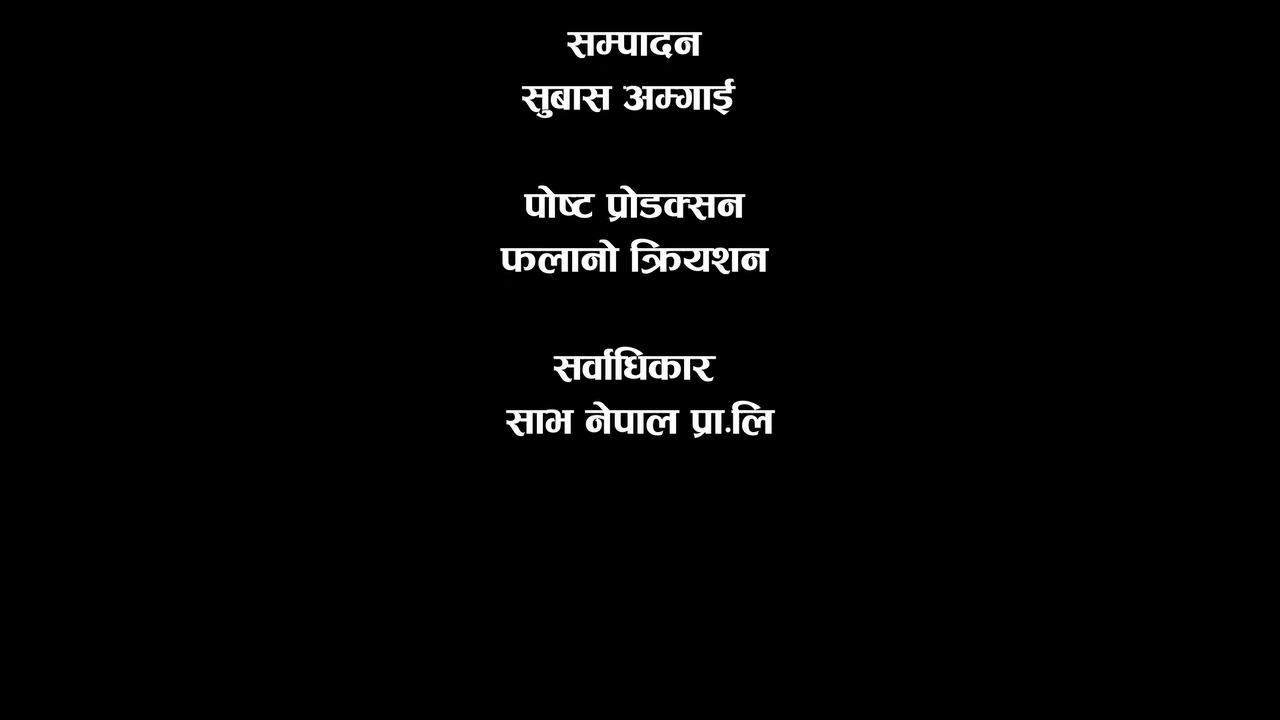 सम्पादन
सुबास अम्गाई
पोष्ट प्रोडक्सन
फलानो क्रियशन
सर्वाधिकार
साभ नेपाल प्रा.लि